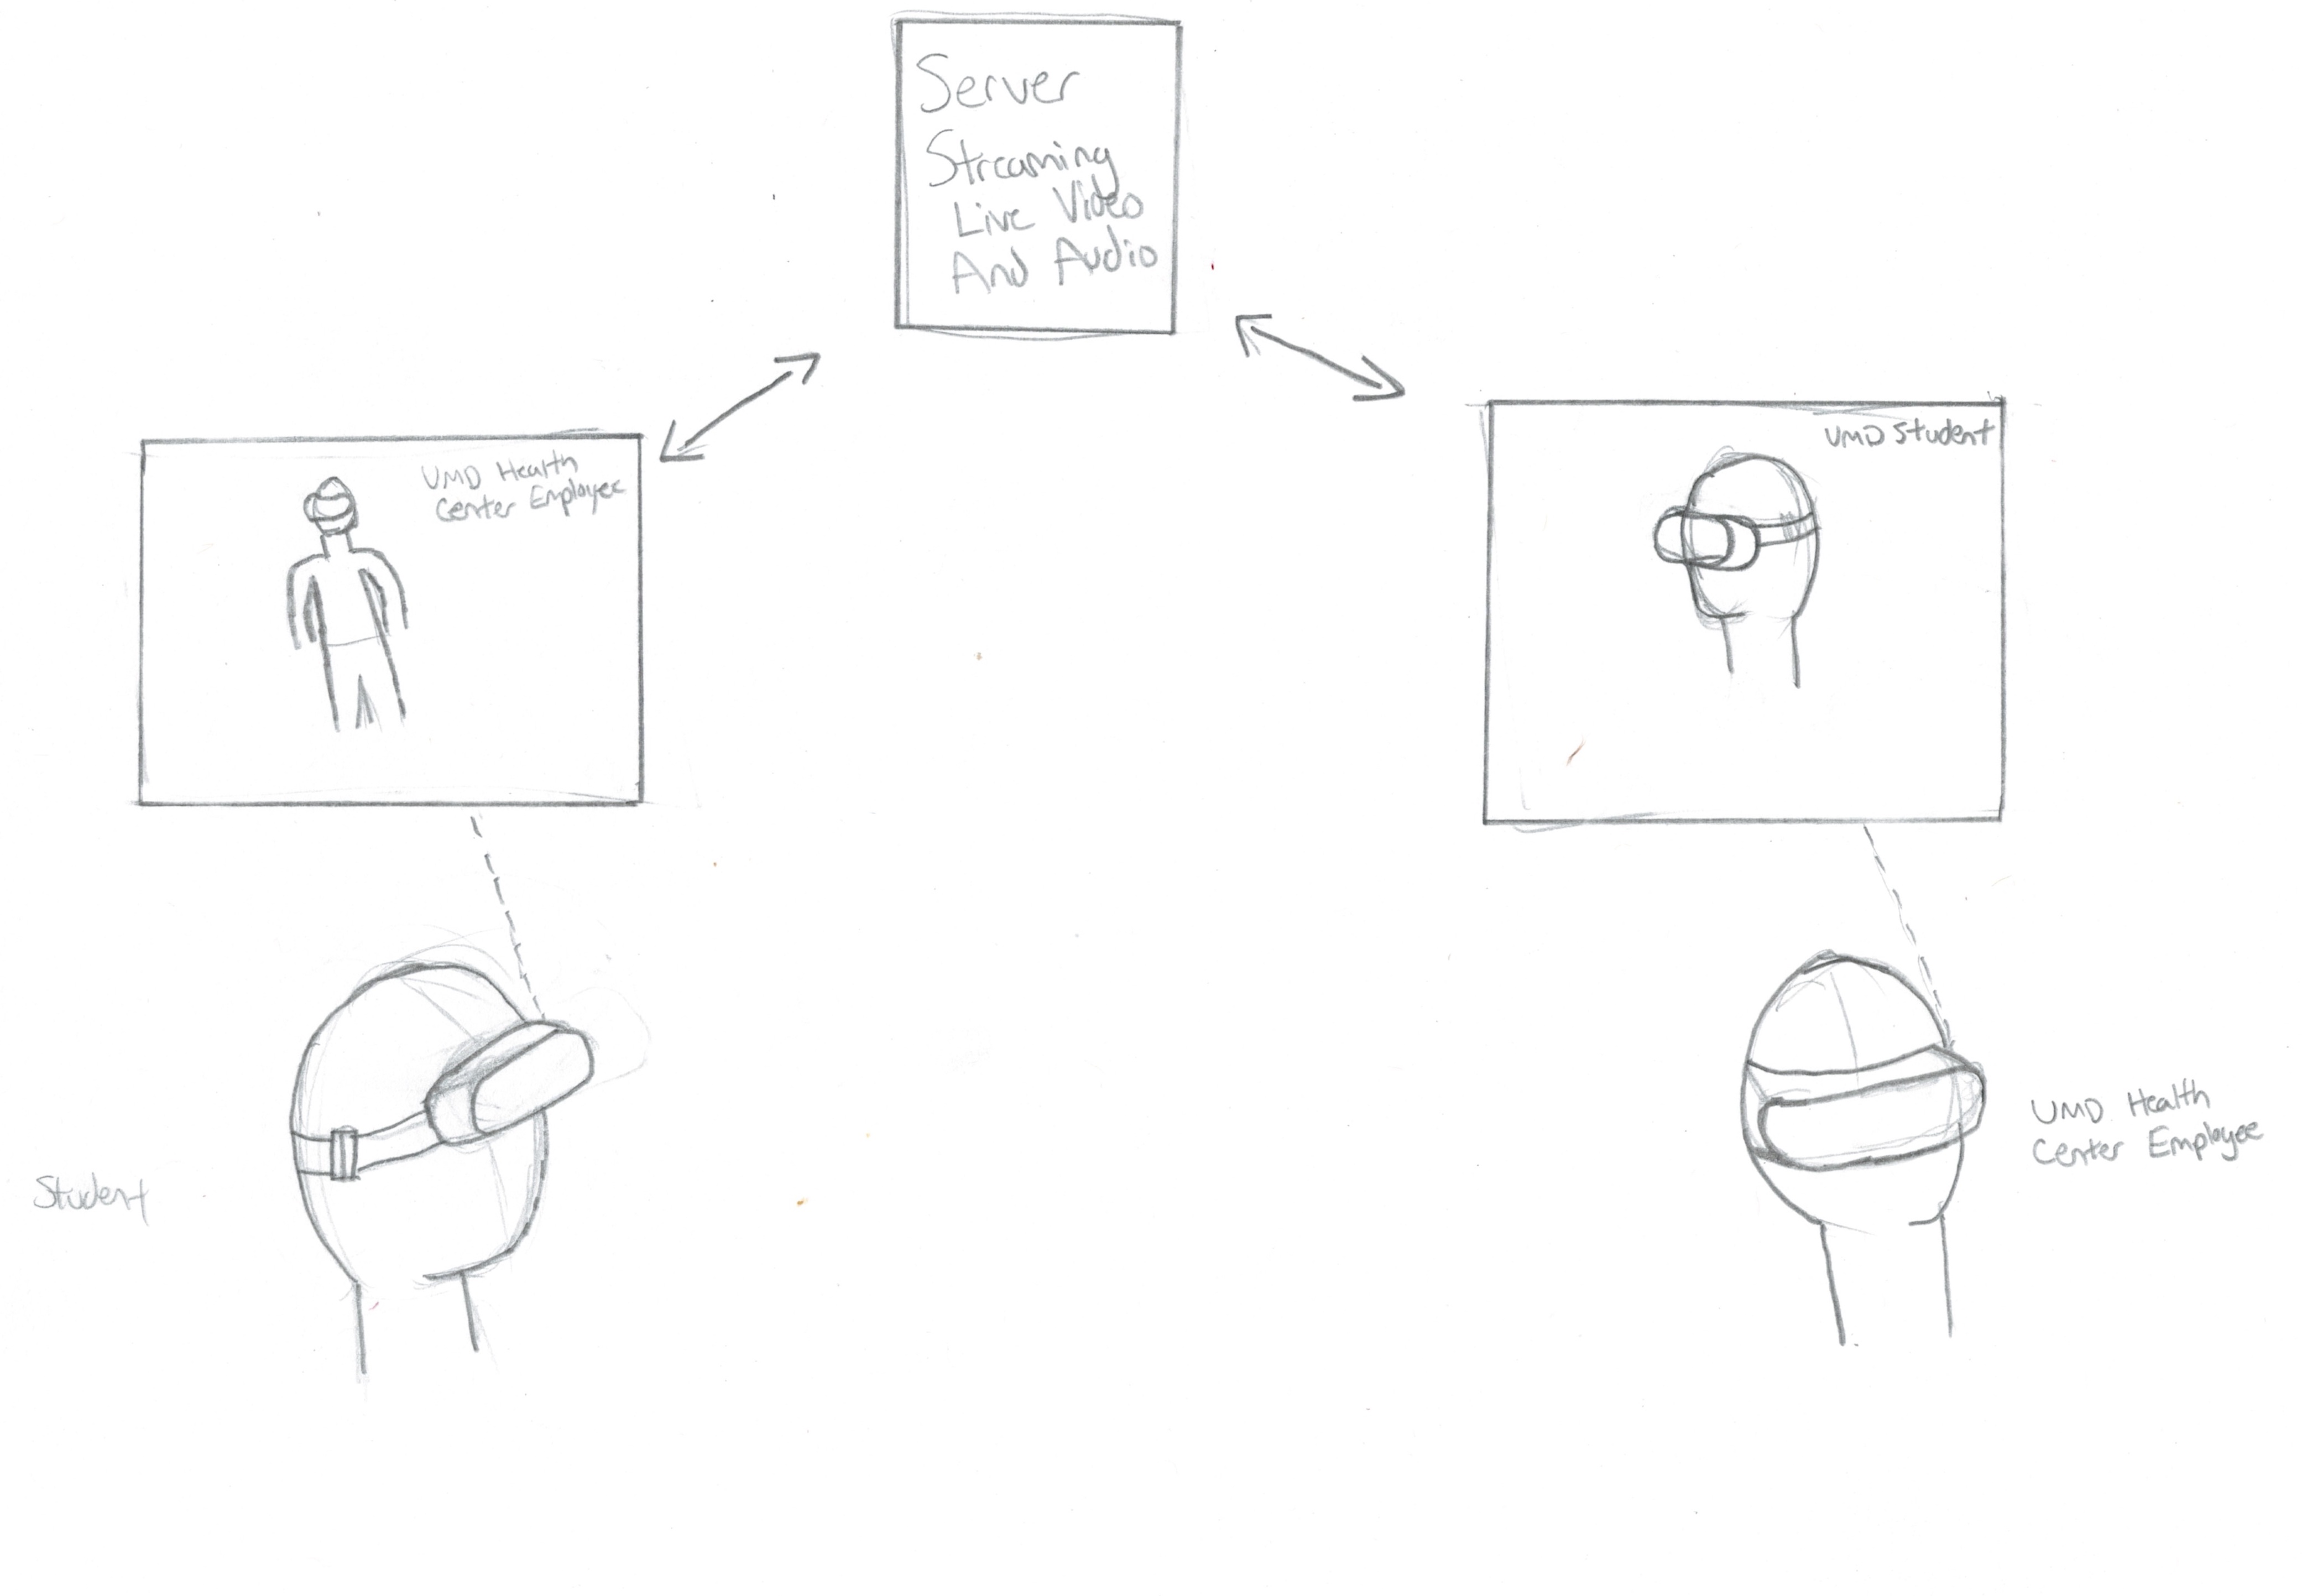 Server
Streaming
Live Video
And Audio
UMD Health
Center Employee
UMD Student
Student
UMD Health
Center Employee